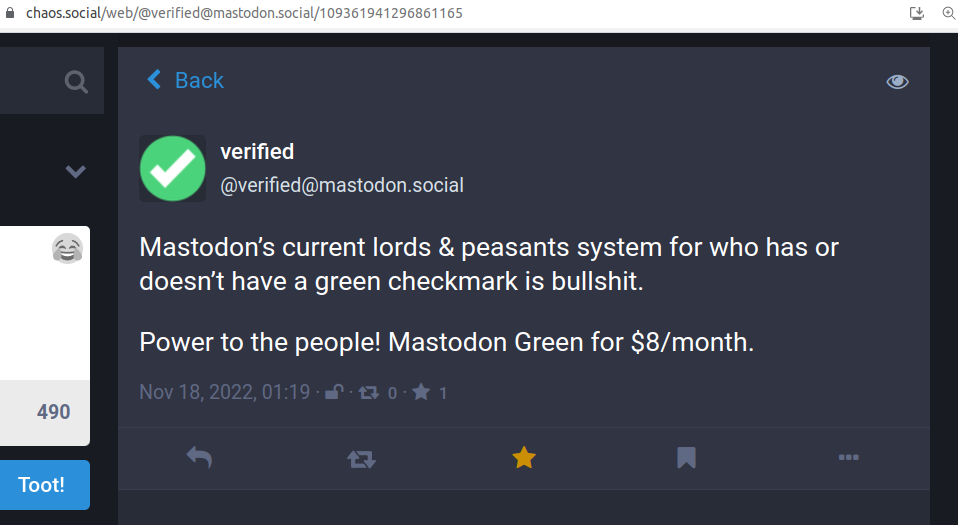 chaos.social/web/@verified@mastodon.social/109361941296861165
Back
verified
@verified@mastodon.social
Mastodon’s current lords & peasants system for who has or
doesn’t have a green checkmark is bullshit.
Power to the people! Mastodon Green for $8/month.
Nov 18, 2022, 01:19 · · 0 · 1
490
Toot!